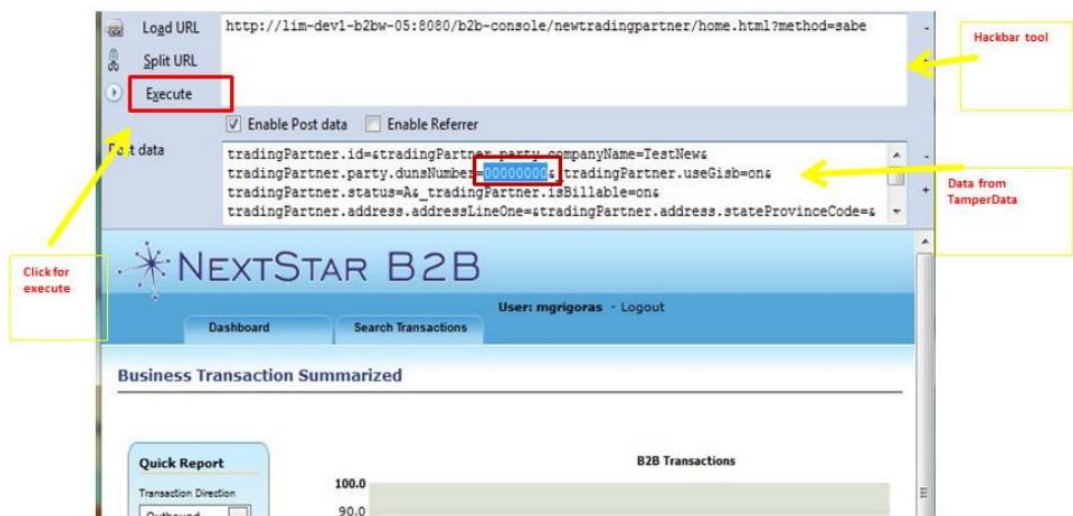 Load URL
http://lim-dev1-b2bw-05:8080/b2b-console/newtradingpartner/home.html?method=sabe
Split URL
Execute
Hackbar tool
Enable Post data
Enable Referrer
Post data
tradingPartner.id=&tradingPartner.party.companyName=TestNew&
tradingPartner.party.dunsNumber=00000000&_tradingPartner.useGisb=on&
tradingPartner.status=A&_tradingPartner.isBillable=on&
tradingPartner.address.addressLineOne=&tradingPartner.address.stateProvinceCode=&
Data from
TamperData
Click for
execute
NEXTSTAR B2B
User: mgrigoras - Logout
Dashboard
Search Transactions
Business Transaction Summarized
Quick Report
Transaction Direction
Outbound
B2B Transactions
100.0
90.0